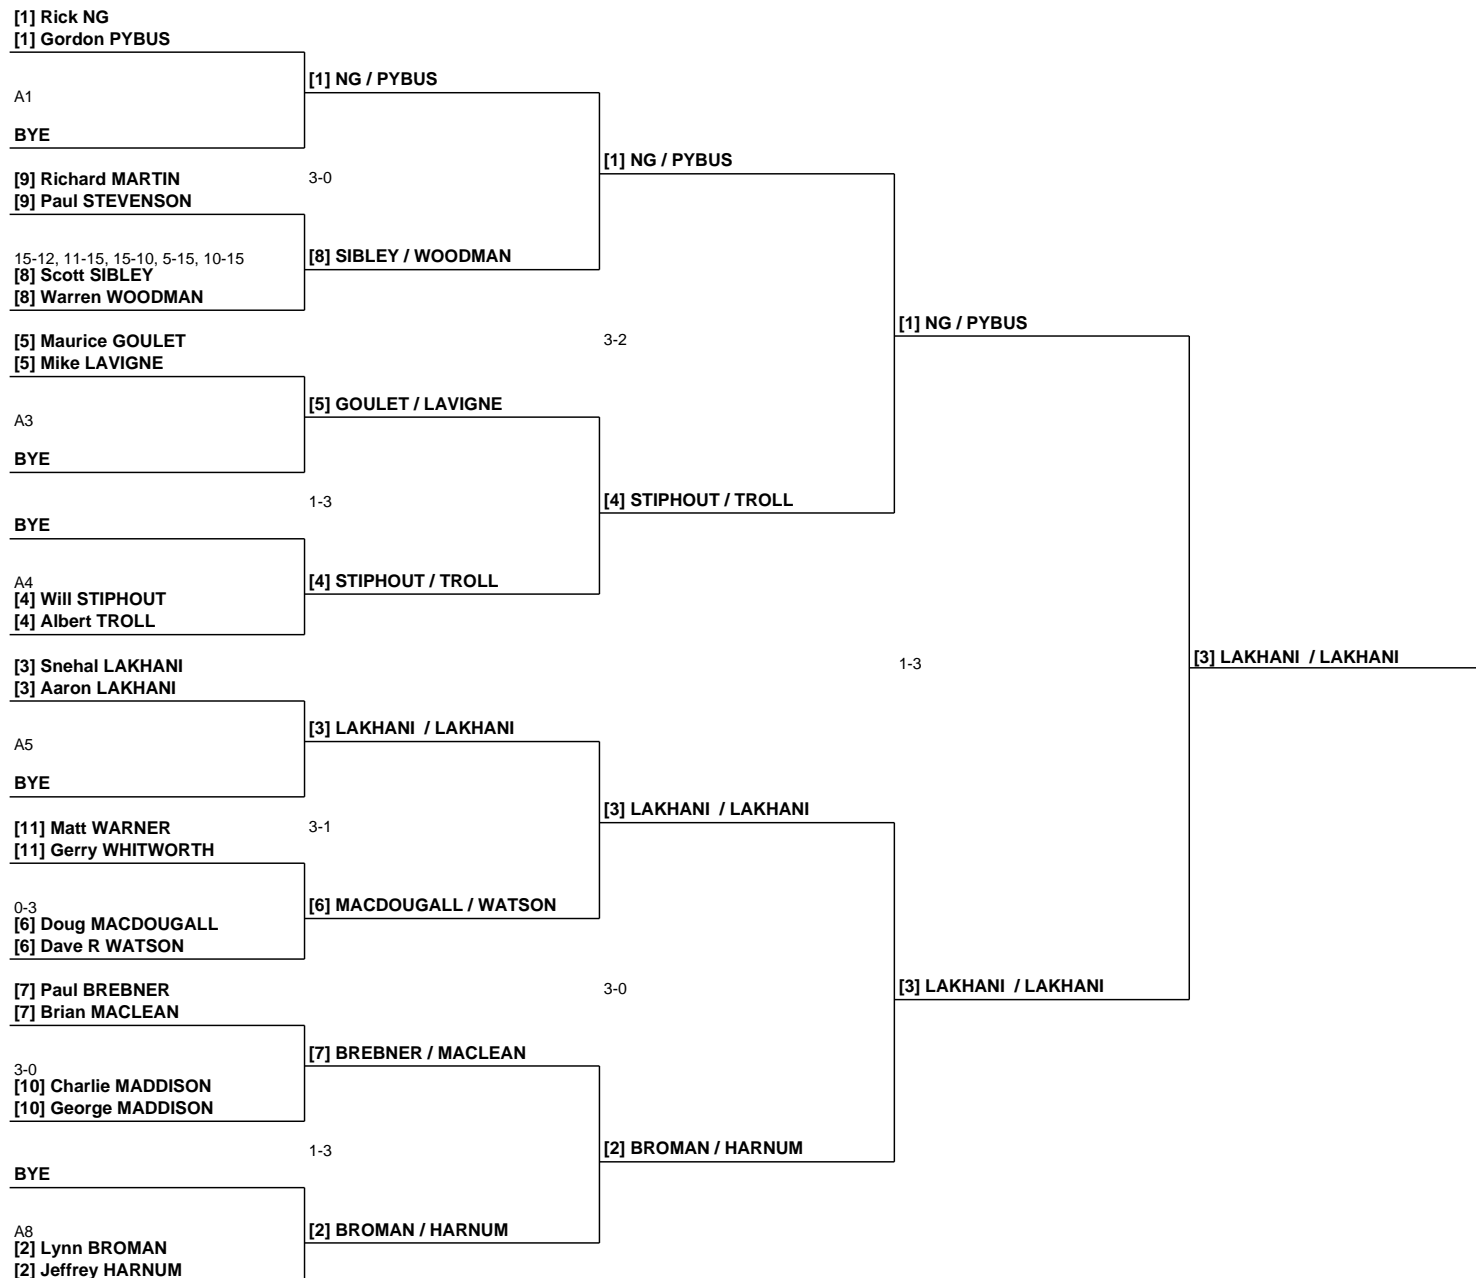 [1] Rick NG
[1] Gordon PYBUS
[1] NG / PYBUS
A1
BYE
[1] NG / PYBUS
[9] Richard MARTIN
3-0
[9] Paul STEVENSON
15-12, 11-15, 15-10, 5-15, 10-15
[8] SIBLEY / WOODMAN
[8] Scott SIBLEY
[8] Warren WOODMAN
[1] NG / PYBUS
[5] Maurice GOULET
3-2
[5] Mike LAVIGNE
[5] GOULET / LAVIGNE
A3
BYE
1-3
[4] STIPHOUT / TROLL
BYE
A4
[4] STIPHOUT / TROLL
[4] Will STIPHOUT
[4] Albert TROLL
[3] Snehal LAKHANI
1-3
[3] LAKHANI / LAKHANI
[3] Aaron LAKHANI
[3] LAKHANI / LAKHANI
A5
BYE
[3] LAKHANI / LAKHANI
[11] Matt WARNER
3-1
[11] Gerry WHITWORTH
0-3
[6] MACDOUGALL / WATSON
[6] Doug MACDOUGALL
[6] Dave R WATSON
[7] Paul BREBNER
3-0
[3] LAKHANI / LAKHANI
[7] Brian MACLEAN
[7] BREBNER / MACLEAN
3-0
[10] Charlie MADDISON
[10] George MADDISON
1-3
[2] BROMAN / HARNUM
BYE
A8
[2] BROMAN / HARNUM
[2] Lynn BROMAN
[2] Jeffrey HARNUM